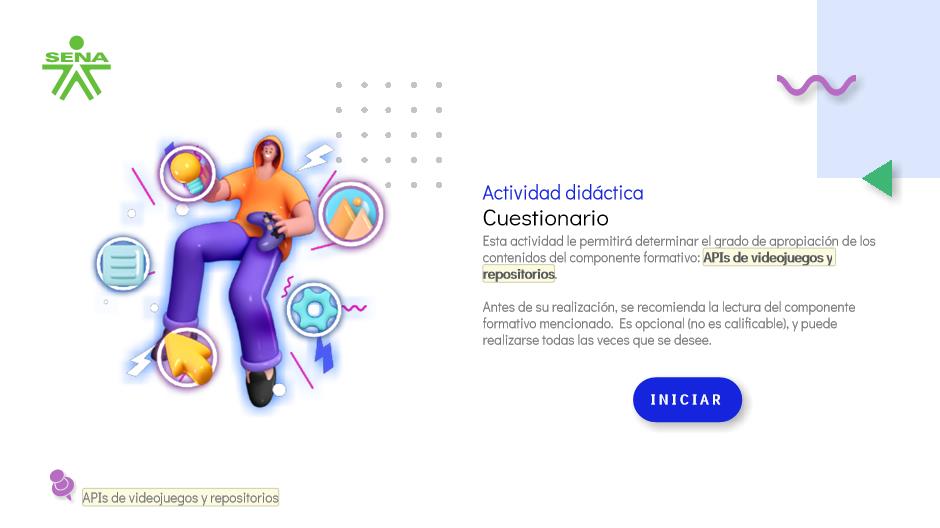 SENA
Actividad didáctica
Cuestionario
Esta actividad le permitirá determinar el grado de apropiación de los
contenidos del componente formativo: APIs de videojuegos y
repositorios.
Antes de su realización, se recomienda la lectura del componente
formativo mencionado. Es opcional (no es calificable), y puede
realizarse todas las veces que se desee.
INICIAR
APIs de videojuegos y repositorios